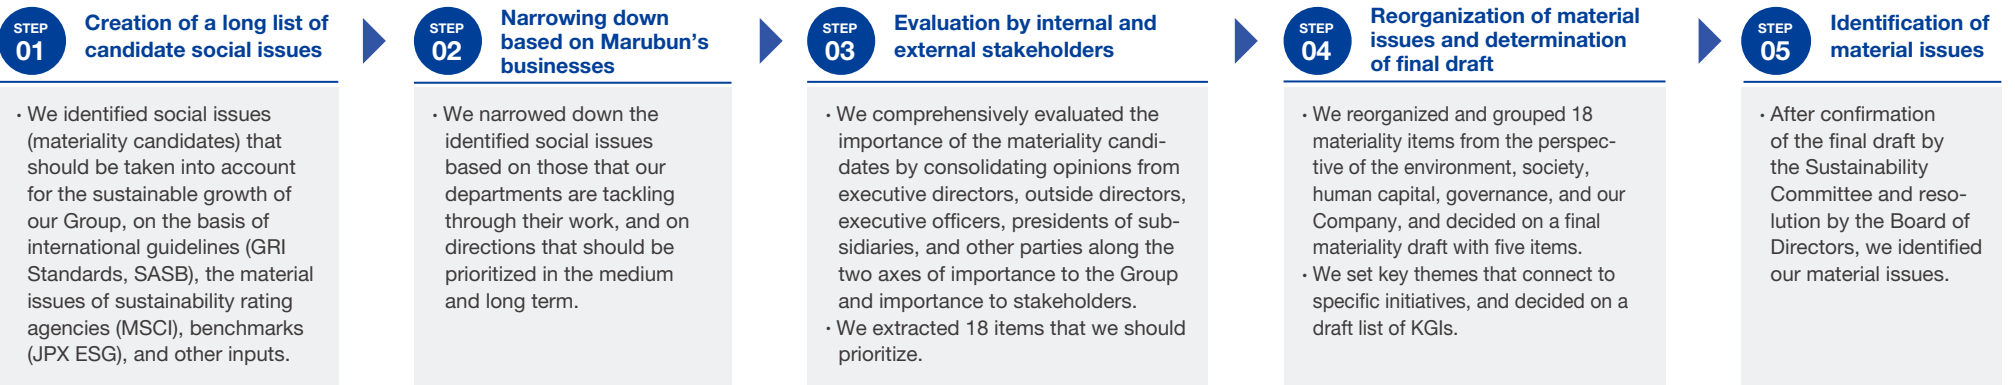 STEP
01
Creation of a long list of
candidate social issues
· We identified social issues
(materiality candidates) that
should be taken into account
for the sustainable growth of
our Group, on the basis of
international guidelines (GRI
Standards, SASB), the material
issues of sustainability rating
agencies (MSCI), benchmarks
(JPX ESG), and other inputs.
STEP
02
Narrowing down
based on Marubun's
businesses
· We narrowed down the
identified social issues
based on those that our
departments are tackling
through their work, and on
directions that should be
prioritized in the medium
and long term.
STEP
03
Evaluation by internal and
external stakeholders
· We comprehensively evaluated the
importance of the materiality candi-
dates by consolidating opinions from
executive directors, outside directors,
executive officers, presidents of sub-
sidiaries, and other parties along the
two axes of importance to the Group
and importance to stakeholders.
· We extracted 18 items that we should
prioritize.
STEP
04
Reorganization of material
issues and determination
of final draft
· We reorganized and grouped 18
materiality items from the perspec-
tive of the environment, society,
human capital, governance, and our
Company, and decided on a final
materiality draft with five items.
· We set key themes that connect to
specific initiatives, and decided on a
draft list of KGIs.
STEP
05
Identification of
material issues
· After confirmation
of the final draft by
the Sustainability
Committee and reso-
lution by the Board of
Directors, we identified
our material issues.